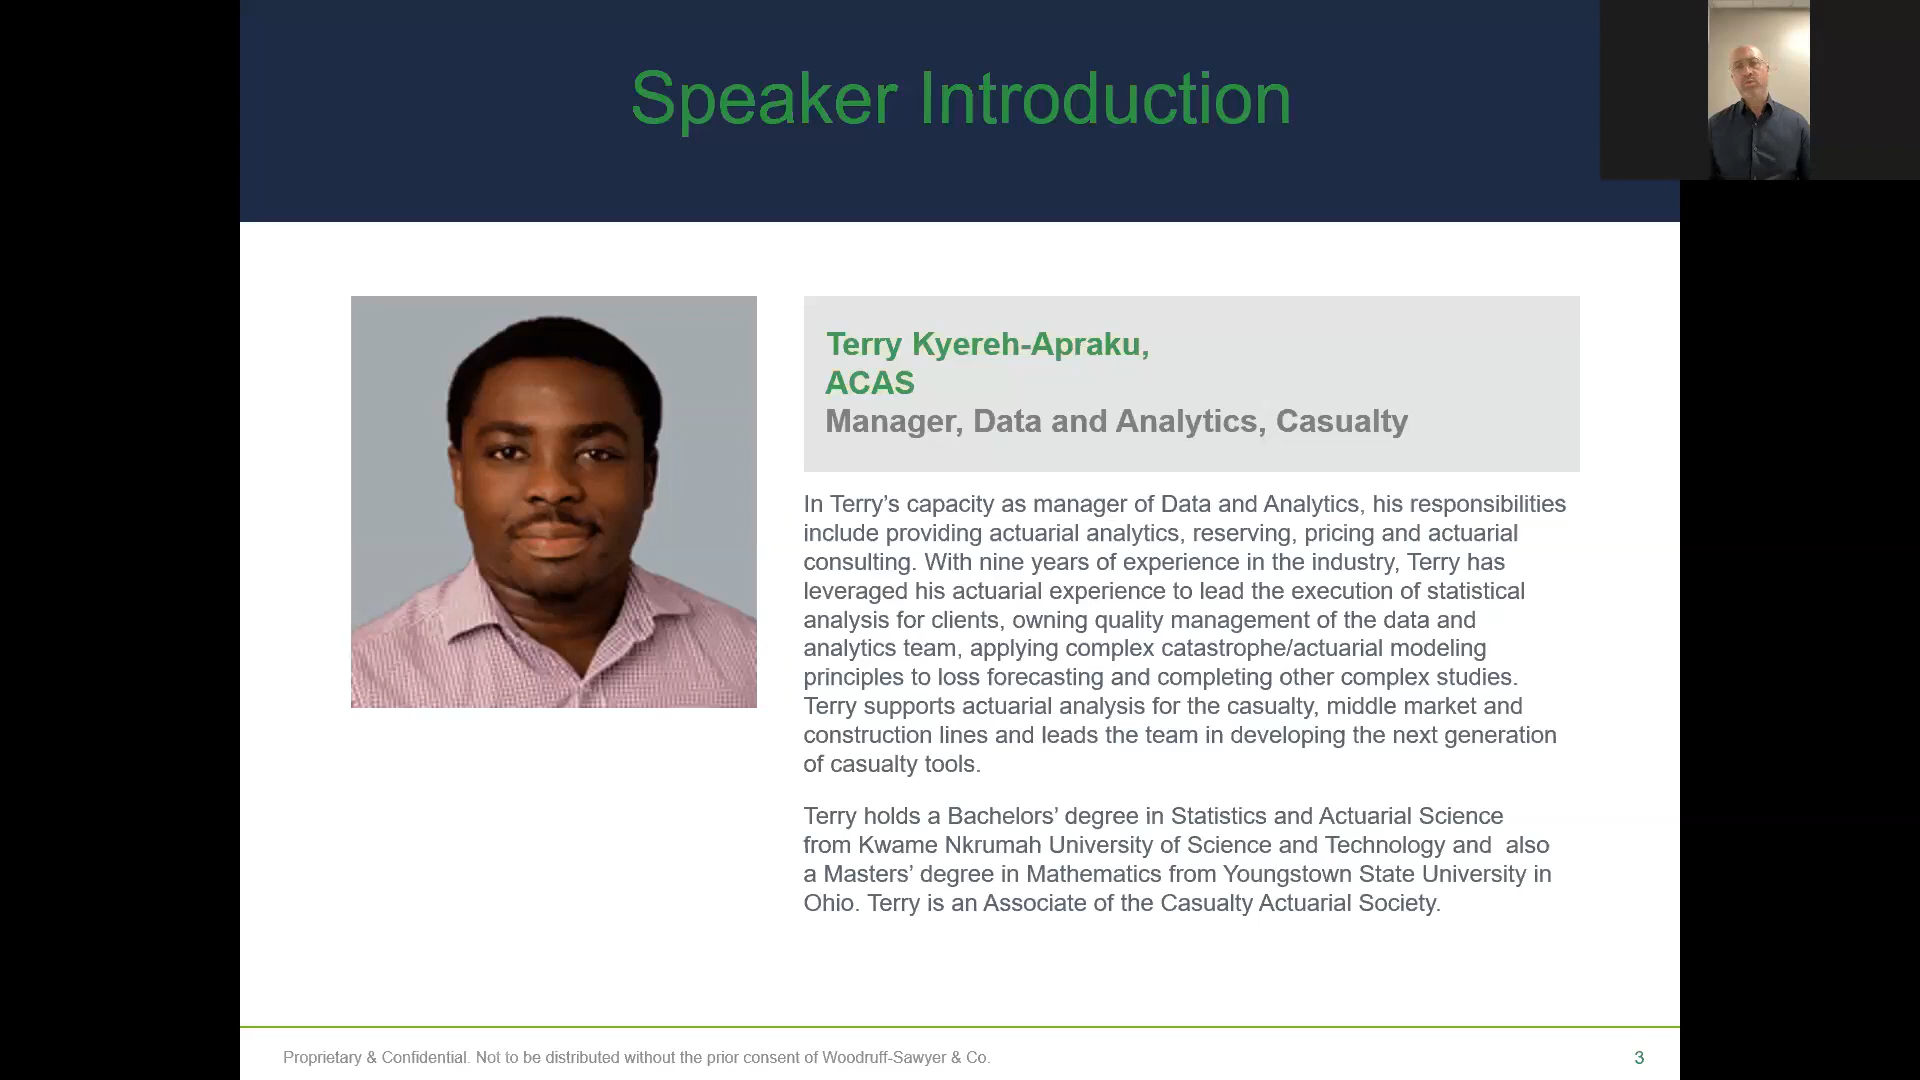 Speaker Introduction
Terry Kyereh-Apraku,
ACAS
Manager, Data and Analytics, Casualty
In Terry’s capacity as manager of Data and Analytics, his responsibilities
include providing actuarial analytics, reserving, pricing and actuarial
consulting. With nine years of experience in the industry, Terry has
leveraged his actuarial experience to lead the execution of statistical
analysis for clients, owning quality management of the data and
analytics team, applying complex catastrophe/actuarial modeling
principles to loss forecasting and completing other complex studies.
Terry supports actuarial analysis for the casualty, middle market and
construction lines and leads the team in developing the next generation
of casualty tools.
Terry holds a Bachelors’ degree in Statistics and Actuarial Science
from Kwame Nkrumah University of Science and Technology and also
a Masters’ degree in Mathematics from Youngstown State University in
Ohio. Terry is an Associate of the Casualty Actuarial Society.
Proprietary & Confidential. Not to be distributed without the prior consent of Woodruff-Sawyer & Co.
3